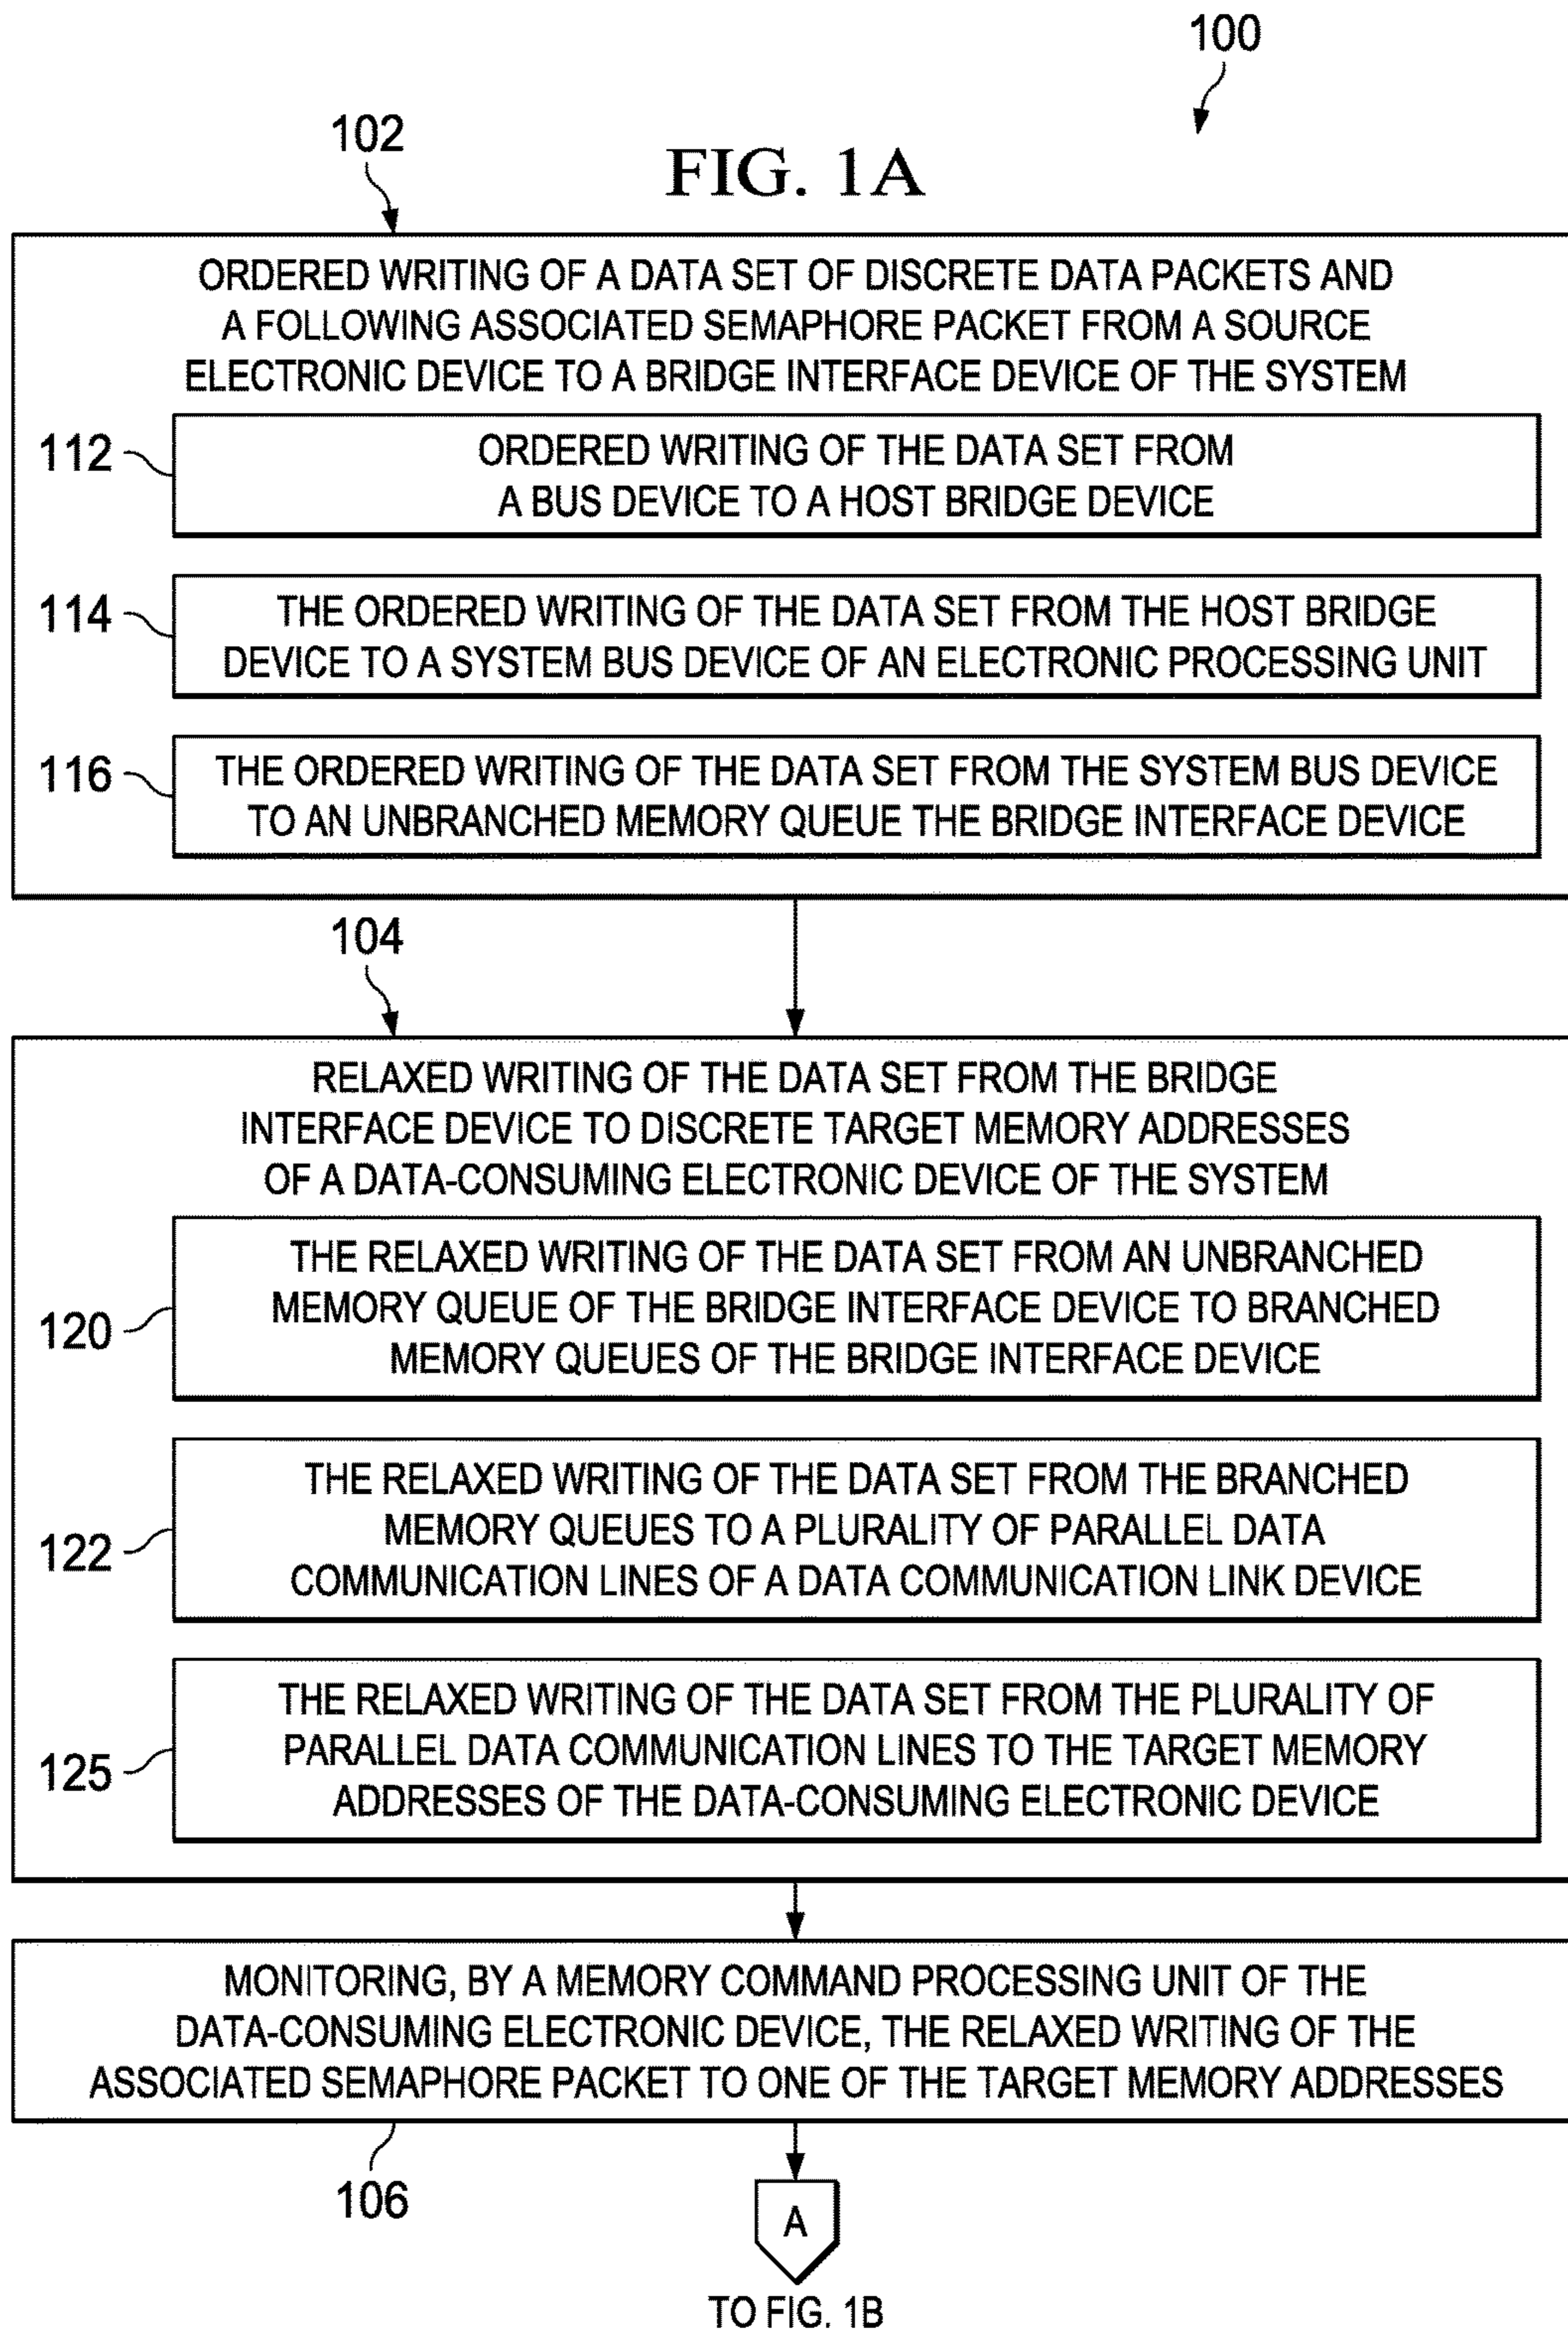 100
102
FIG. 1A
ORDERED WRITING OF A DATA SET OF DISCRETE DATA PACKETS AND
A FOLLOWING ASSOCIATED SEMAPHORE PACKET FROM A SOURCE
ELECTRONIC DEVICE TO A BRIDGE INTERFACE DEVICE OF THE SYSTEM
112
ORDERED WRITING OF THE DATA SET FROM
A BUS DEVICE TO A HOST BRIDGE DEVICE
114
THE ORDERED WRITING OF THE DATA SET FROM THE HOST BRIDGE
DEVICE TO A SYSTEM BUS DEVICE OF AN ELECTRONIC PROCESSING UNIT
116
THE ORDERED WRITING OF THE DATA SET FROM THE SYSTEM BUS DEVICE
TO AN UNBRANCHED MEMORY QUEUE THE BRIDGE INTERFACE DEVICE
104
RELAXED WRITING OF THE DATA SET FROM THE BRIDGE
INTERFACE DEVICE TO DISCRETE TARGET MEMORY ADDRESSES
OF A DATA-CONSUMING ELECTRONIC DEVICE OF THE SYSTEM
120
THE RELAXED WRITING OF THE DATA SET FROM AN UNBRANCHED
MEMORY QUEUE OF THE BRIDGE INTERFACE DEVICE TO BRANCHED
MEMORY QUEUES OF THE BRIDGE INTERFACE DEVICE
122
THE RELAXED WRITING OF THE DATA SET FROM THE BRANCHED
MEMORY QUEUES TO A PLURALITY OF PARALLEL DATA
COMMUNICATION LINES OF A DATA COMMUNICATION LINK DEVICE
125
THE RELAXED WRITING OF THE DATA SET FROM THE PLURALITY OF
PARALLEL DATA COMMUNICATION LINES TO THE TARGET MEMORY
ADDRESSES OF THE DATA-CONSUMING ELECTRONIC DEVICE
MONITORING, BY A MEMORY COMMAND PROCESSING UNIT OF THE
DATA-CONSUMING ELECTRONIC DEVICE, THE RELAXED WRITING OF THE
ASSOCIATED SEMAPHORE PACKET TO ONE OF THE TARGET MEMORY ADDRESSES
106
A
TO FIG. 1B